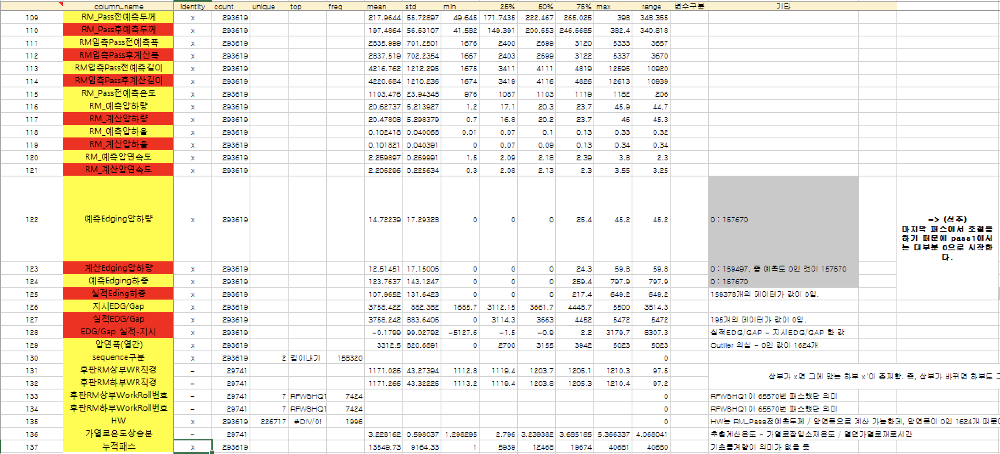 column_name identity count unique top freq mean std min 25% 50% 75% max range 변수구분 기타
109 RM_Pass전예측두께 x 293619 217.9644 55.72897 49.645 171.7435 222.467 265.025 398 348.355
110 RM_Pass후예측두께 x 293619 197.4864 56.63107 41.582 149.391 200.653 246.6685 382.4 340.818
111 RM입측Pass전예측폭 x 293619 2835.999 701.2501 1676 2400 2699 3120 5333 3657
112 RM입측Pass후계산폭 x 293619 2837.519 702.2354 1667 2403 2699 3122 5337 3670
113 RM입측Pass전예측길이 x 293619 4216.762 1212.295 1675 3411 4111 4819 12595 10920
114 RM입측Pass후계산길이 x 293619 4220.684 1210.236 1674 3419 4116 4826 12613 10939
115 RM_Pass전예측온도 x 293619 1103.476 23.94348 976 1087 1103 1119 1182 206
116 RM_예측압하량 x 293619 20.62737 5.213927 1.2 17.1 20.3 23.7 45.9 44.7
117 RM_계산압하량 x 293619 20.47808 5.298379 0.7 16.8 20.2 23.7 46 45.3
118 RM_예측압하율 x 293619 0.102418 0.040068 0.01 0.07 0.1 0.13 0.33 0.32
119 RM_계산압하율 x 293619 0.101821 0.040391 0 0.07 0.09 0.13 0.34 0.34
120 RM_예측압연속도 x 293619 2.259897 0.269991 1.5 2.09 2.18 2.39 3.8 2.3
121 RM_계산압연속도 x 293619 2.206296 0.225634 0.3 2.08 2.13 2.3 3.55 3.25
122 예측Edging압하량 x 293619 14.72239 17.29328 0 0 0 25.4 45.2 45.2 0 : 157670
-> (석주)
마지막 패스에서 조절을
하기 때문에 pass1에서
는 대부분 0으로 시작한
다.
123 계산Edging압하량 x 293619 12.51451 17.15006 0 0 0 24.3 59.8 59.8 0 : 159497, 줄 예측도 0인 것이 157670
124 예측Edging하중 x 293619 123.7637 143.1247 0 0 0 259.4 797.9 797.9 0 : 157670
125 실적Eding하중 x 293619 107.9652 131.6423 0 0 0 217.4 649.2 649.2 159378개의 데이터가 값이 0임.
126 지시EDG/Gap x 293619 3758.422 882.382 1685.7 3112.15 3661.7 4448.7 5500 3814.3
127 실적EDG/Gap x 293619 3758.242 883.6406 0 3114.3 3663 4452 5472 5472 195개의 데이터가 값이 0임.
128 EDG/Gap 실적-지시 x 293619 -0.1799 99.02792 -5127.6 -1.5 -0.9 2.2 3179.7 8307.3 실적EDG/GAP - 지시EDG/GAP 한 값
129 압연폭(열간) x 293619 3312.5 820.6891 0 2700 3155 3942 5023 5023 Outlier 의심 - 0인 값이 1624개
130 sequence구분 x 293619 2 길이내기 158320 0
131 후판RM상부WR직경 - 29741 1171.026 43.27394 1112.8 1119.4 1203.7 1205.1 1210.3 97.5
상부가 x면 그에 맞는 하부 x'이 존재함. 즉, 상부가 바뀌면 하부도
132 후판RM하부WR직경 - 29741 1171.266 43.32226 1113.2 1119.4 1203.8 1205.3 1210.4 97.2
133 후판RM상부WorkRoll번호 - 29741 7 RFWSHQ1 7424 0 RFWSHQ1이 65570번 패스했단 의미
134 후판RM하부WorkRoll번호 - 29741 7 RFWSHQ1 7424 0 RFWSHQ1이 65570번 패스했단 의미
135 HW x 293619 226717 #DIV/0! 1996 0 HW는 RM_Pass전예측두께 / 압연폭으로 계산 가능한데, 압연폭이 0인 1624개 때문
136 가열로온도상승분 - 29741 3.228162 0.598037 1.298295 2.796 3.239382 3.685185 5.366337 4.068041 추출계산온도 - 가열로장입소재온도 / 열연가열로재로시간
137 누적패스 x 293619 13549.73 9164.33 1 5939 12468 19674 40681 40680 기초통계량이 의미가 없을 듯